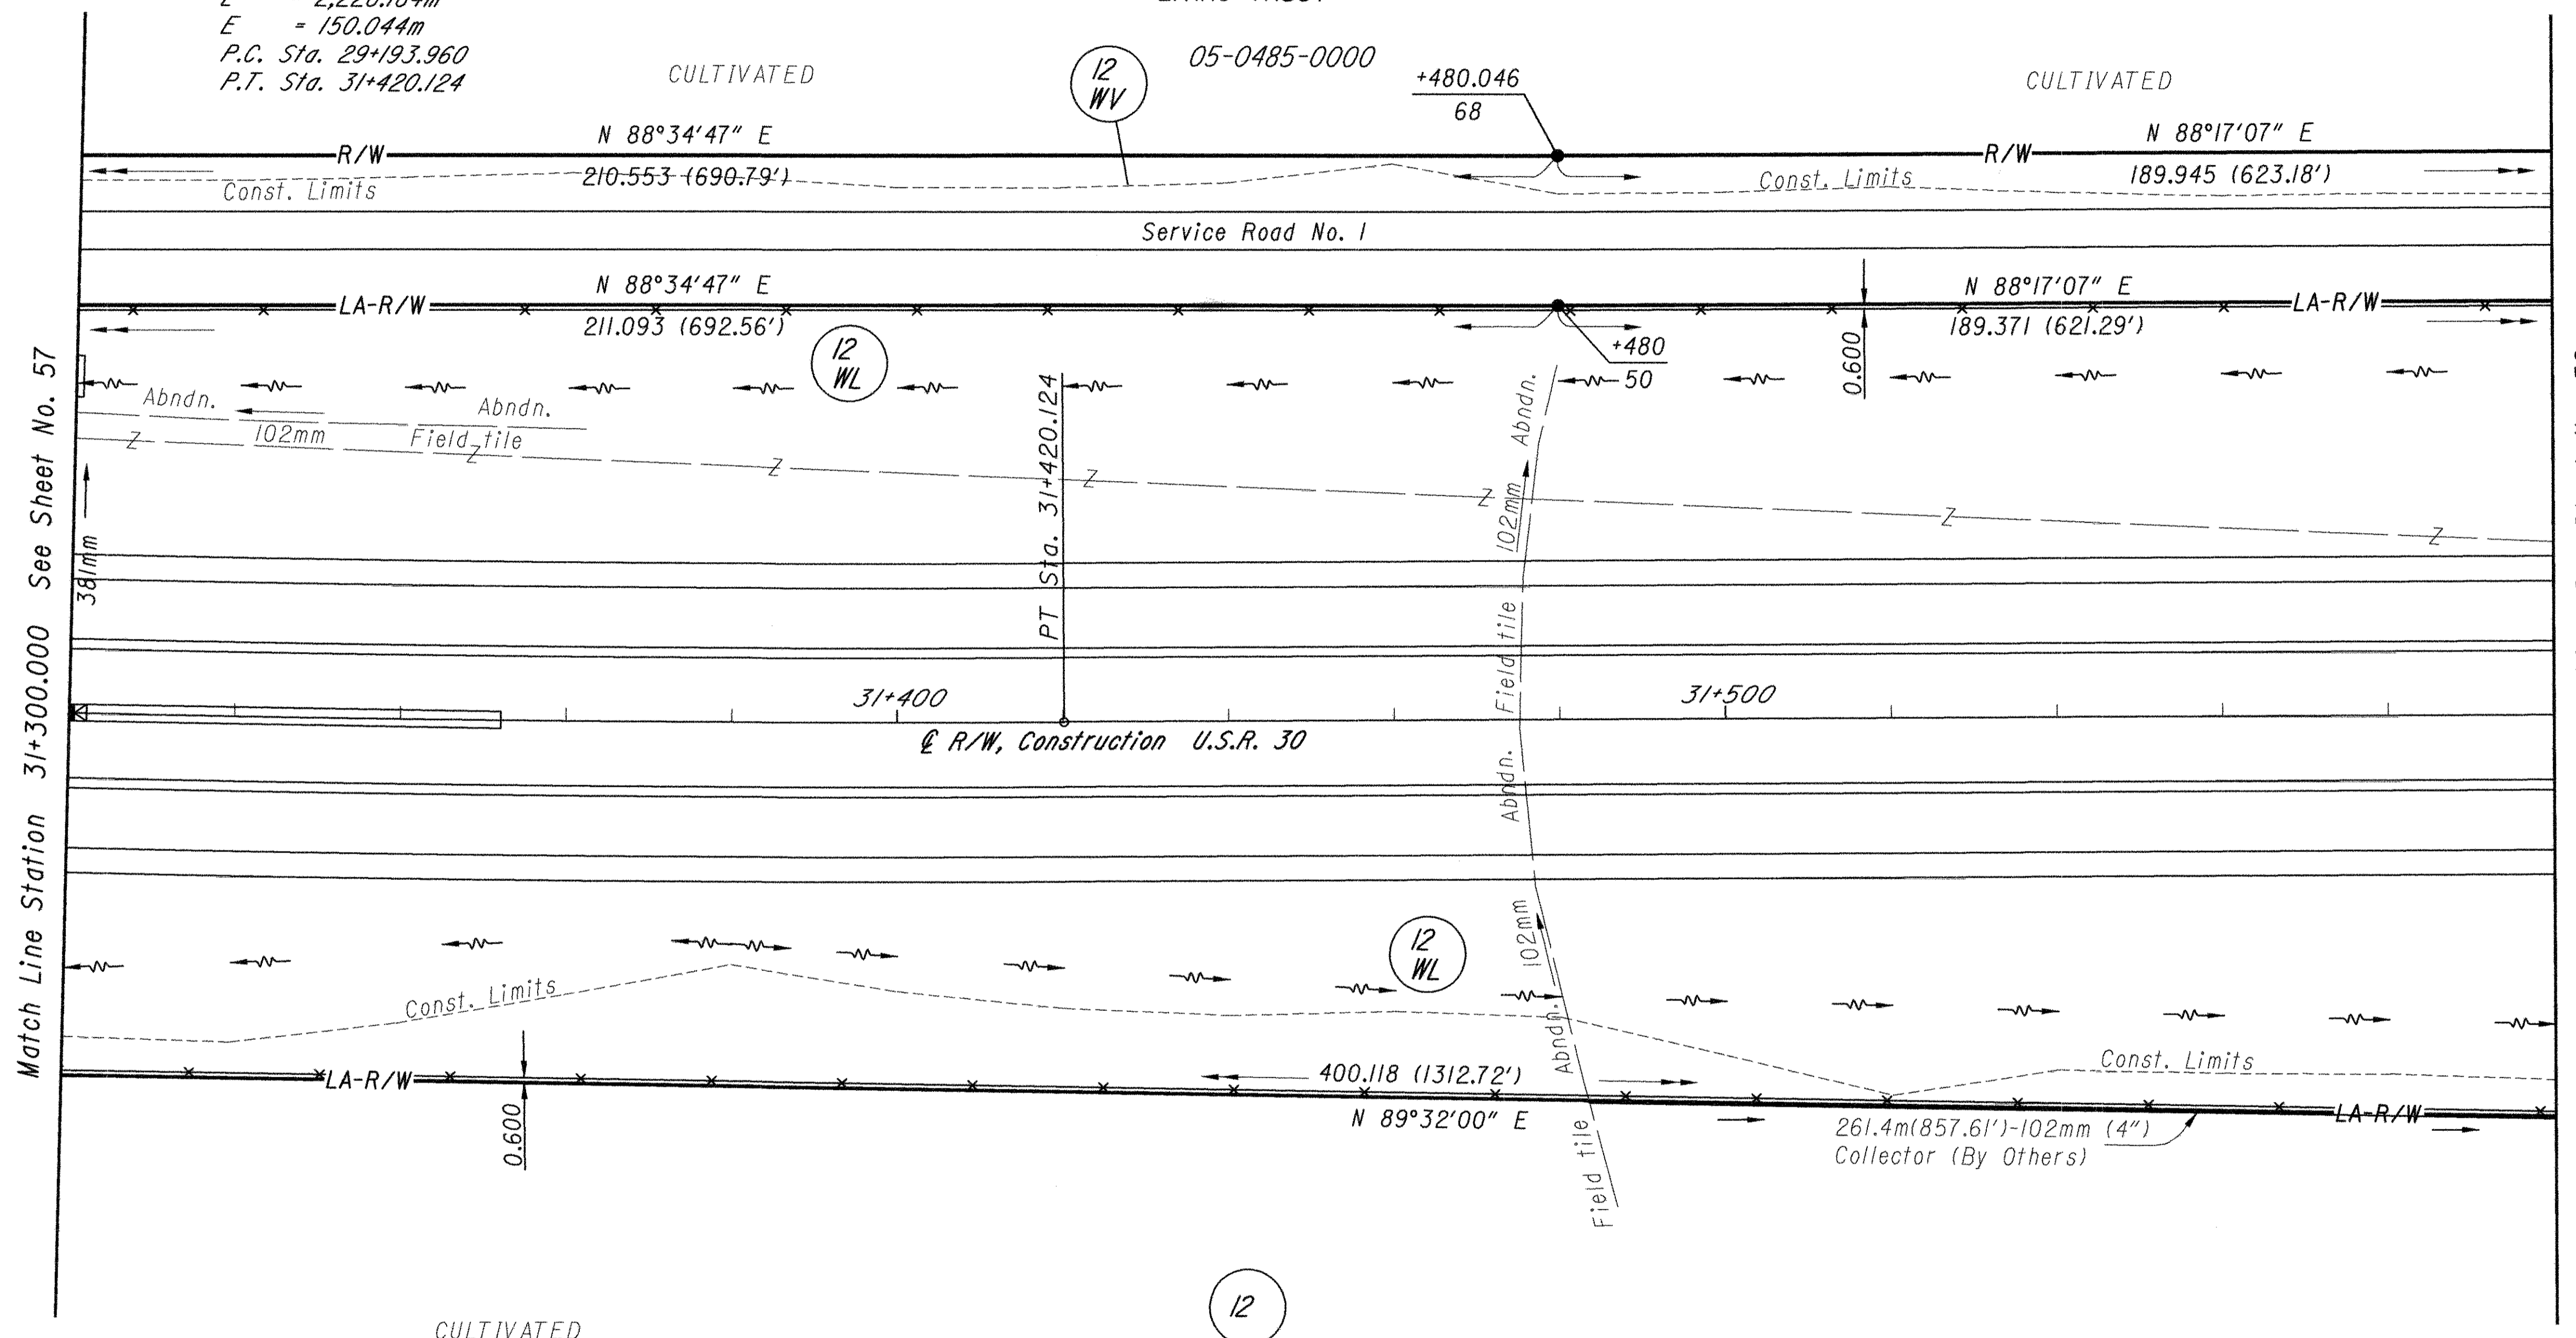 E = 150.044m
P.C. Sta. 29+193.960
P.T. Sta. 31+420.124
CULTIVATED
12
WV
05-0485-0000
+480.046
68
CULTIVATED
N 88°34'47" E
N 88°17'07" E
R/W
R/W
210.553 (690.79')
189.945 (623.18')
Const. Limits
Const. Limits
Service Road No. 1
N 88°34'47" E
N 88°17'07" E
LA-R/W
LA-R/W
211.093 (692.56')
189.371 (621.29')
12
WL
+480
50
0.600
Abndn.
Abndn.
102mm
Field tile
Match Line Station 31+300.000 See Sheet No. 57
381mm
PT Sta. 31+420.124
Abndn.
102mm
Field tile
Abndn.
31+400
31+500
℄ R/W, Construction U.S.R. 30
102mm
Abndn.
Field tile
12
WL
Const. Limits
Const. Limits
LA-R/W
400.118 (1312.72')
N 89°32'00" E
LA-R/W
0.600
261.4m(857.61')-102mm (4")
Collector (By Others)
12
CULTIVATED